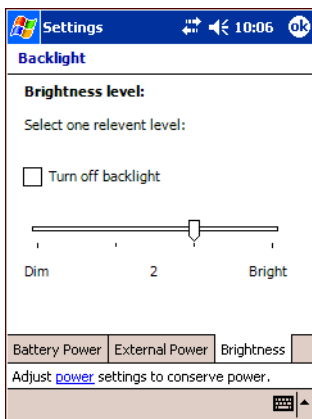 Settings 10:06 ok
Backlight
Brightness level:
Select one relevent level:
Turn off backlight
Dim 2 Bright
Battery Power External Power Brightness
Adjust power settings to conserve power.